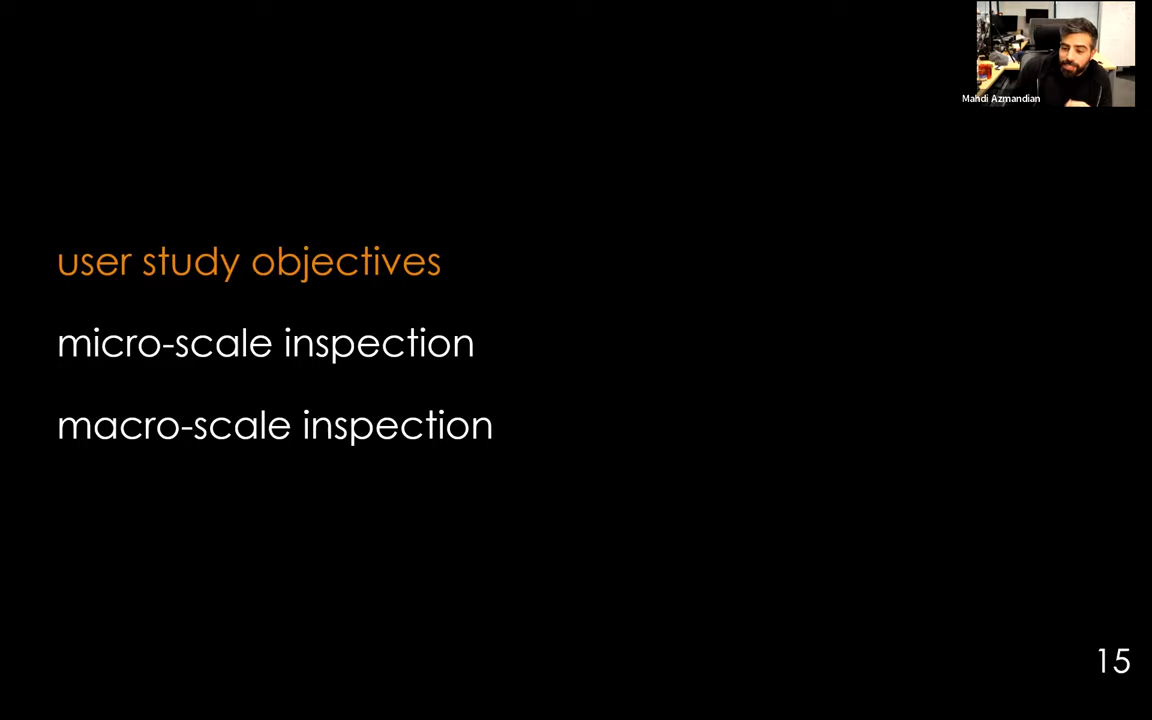 Mahdi Azmandian
user study objectives
micro-scale inspection
macro-scale inspection
15